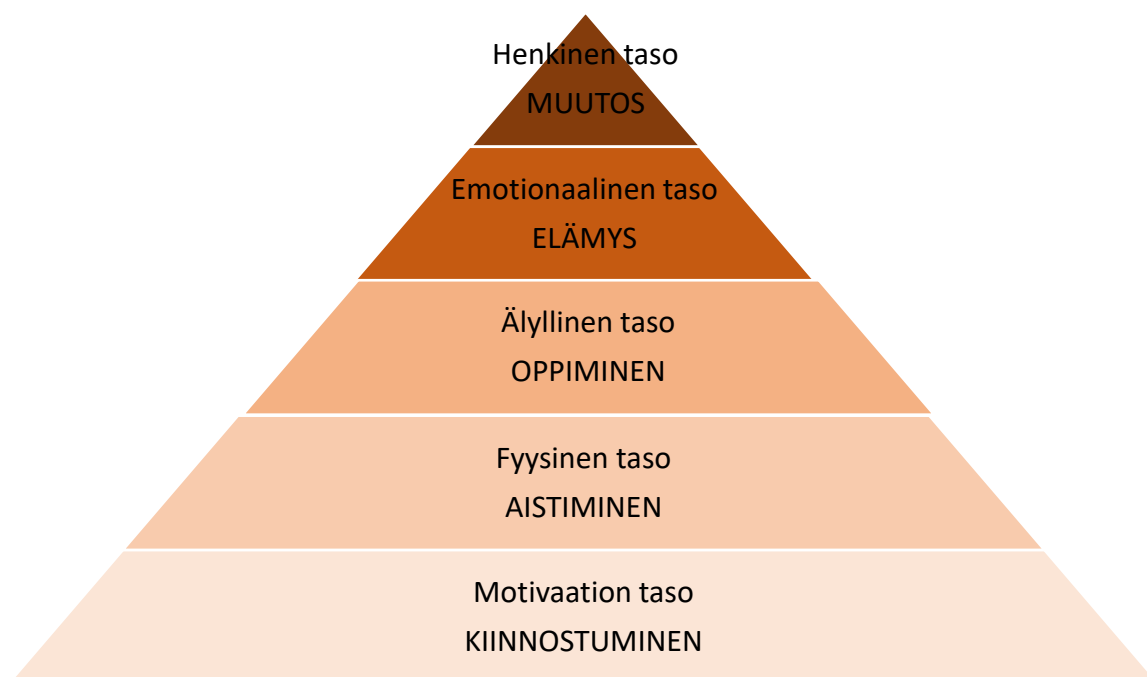 Henkinen taso
MUUTOS
Emotionaalinen taso
ELÄMYS
Älyllinen taso
OPPIMINEN
Fyysinen taso
AISTIMINEN
Motivaation taso
KIINNOSTUMINEN